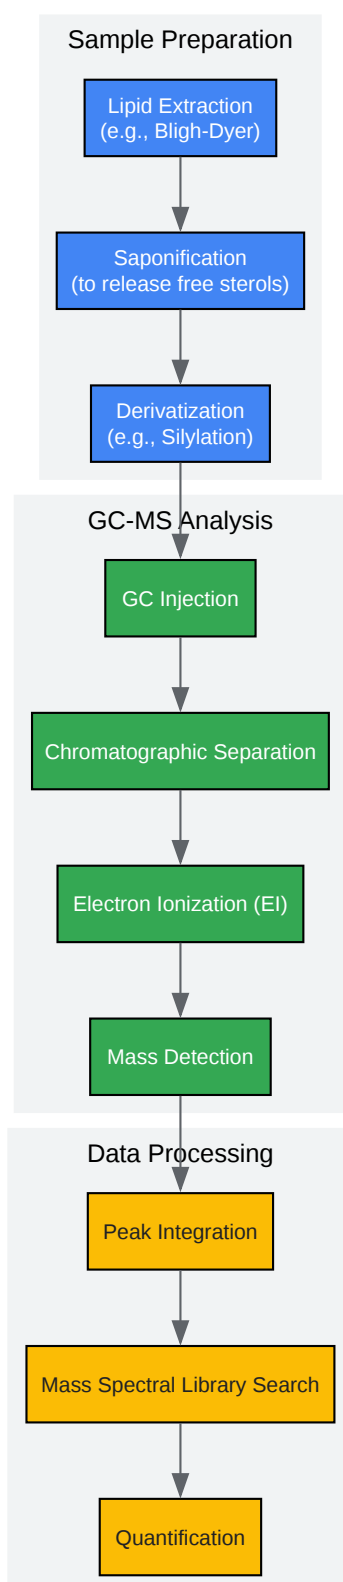 Sample Preparation
Lipid Extraction
(e.g., Bligh-Dyer)
Saponification
(to release free sterols)
Derivatization
(e.g., Silylation)
GC-MS Analysis
GC Injection
Chromatographic Separation
Electron Ionization (EI)
Mass Detection
Data Processing
Peak Integration
Mass Spectral Library Search
Quantification